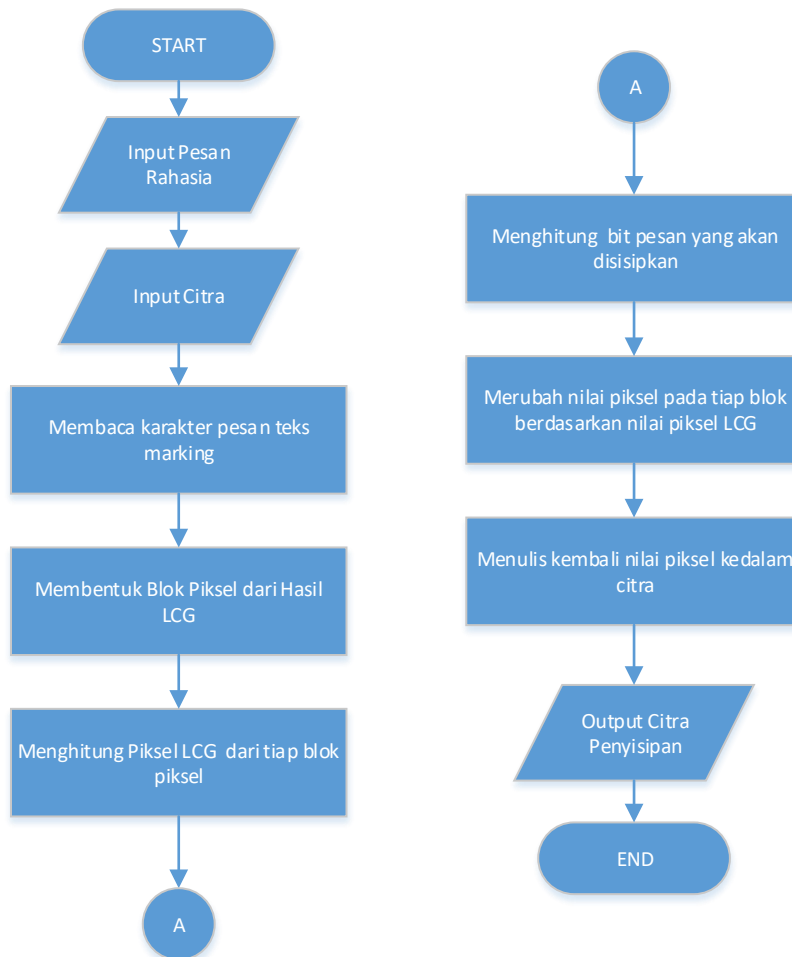 START
Input Pesan
Rahasia
Input Citra
Membaca karakter pesan teks
marking
Membentuk Blok Piksel dari Hasil
LCG
Menghitung Piksel LCG dari tiap blok
piksel
A
A
Menghitung bit pesan yang akan
disisipkan
Merubah nilai piksel pada tiap blok
berdasarkan nilai piksel LCG
Menulis kembali nilai piksel kedalam
citra
Output Citra
Penyisipan
END